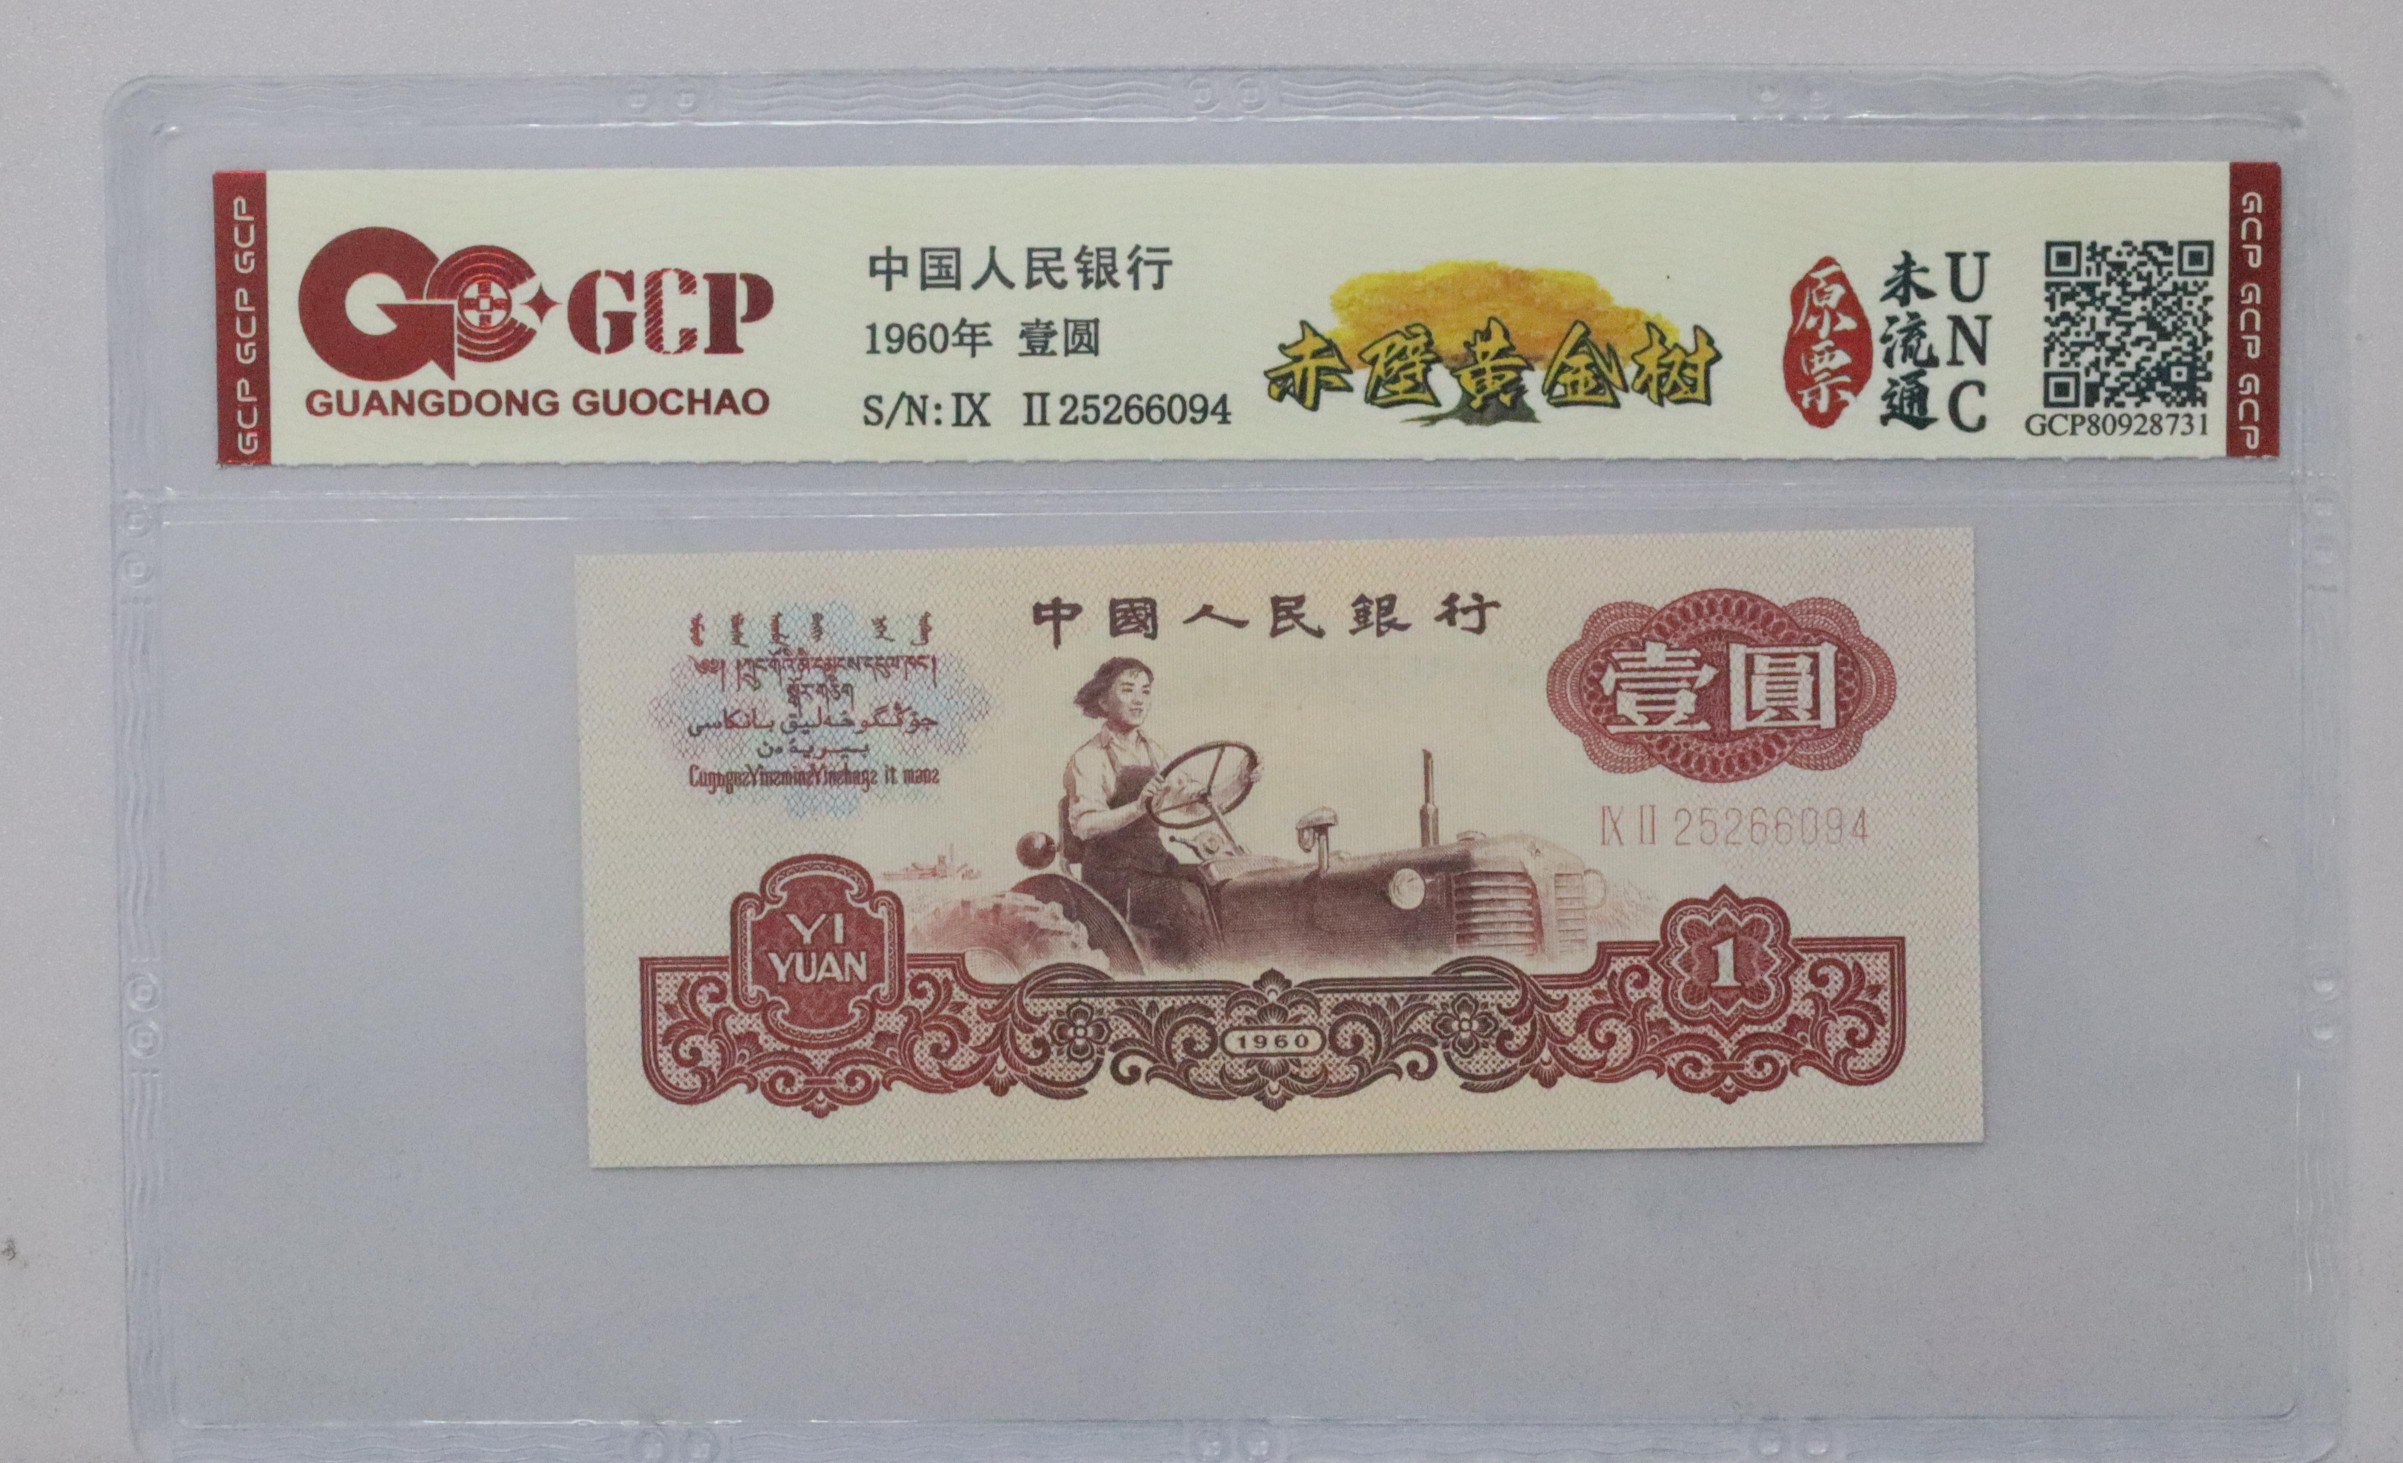 GCP GCP GCP
GCP
GUANGDONG GUOCHAO
中国人民银行
1960年 壹圆
S/N: IX II 25266094
赤壁黄金树
原票
未流通
UNC
GCP80928731
GCP GCP GCP
中國人民銀行
壹圓
IX II 25266094
YI
YUAN
1960
1